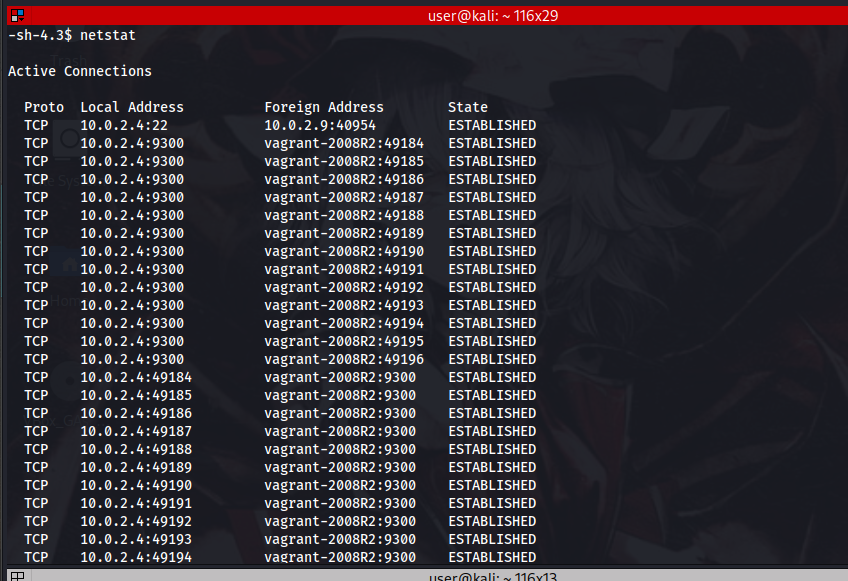 user@kali: ~ 116x29
-sh-4.3$ netstat
Active Connections
Proto Local Address Foreign Address State
TCP 10.0.2.4:22 10.0.2.9:40954 ESTABLISHED
TCP 10.0.2.4:9300 vagrant-2008R2:49184 ESTABLISHED
TCP 10.0.2.4:9300 vagrant-2008R2:49185 ESTABLISHED
TCP 10.0.2.4:9300 vagrant-2008R2:49186 ESTABLISHED
TCP 10.0.2.4:9300 vagrant-2008R2:49187 ESTABLISHED
TCP 10.0.2.4:9300 vagrant-2008R2:49188 ESTABLISHED
TCP 10.0.2.4:9300 vagrant-2008R2:49189 ESTABLISHED
TCP 10.0.2.4:9300 vagrant-2008R2:49190 ESTABLISHED
TCP 10.0.2.4:9300 vagrant-2008R2:49191 ESTABLISHED
TCP 10.0.2.4:9300 vagrant-2008R2:49192 ESTABLISHED
TCP 10.0.2.4:9300 vagrant-2008R2:49193 ESTABLISHED
TCP 10.0.2.4:9300 vagrant-2008R2:49194 ESTABLISHED
TCP 10.0.2.4:9300 vagrant-2008R2:49195 ESTABLISHED
TCP 10.0.2.4:9300 vagrant-2008R2:49196 ESTABLISHED
TCP 10.0.2.4:49184 vagrant-2008R2:9300 ESTABLISHED
TCP 10.0.2.4:49185 vagrant-2008R2:9300 ESTABLISHED
TCP 10.0.2.4:49186 vagrant-2008R2:9300 ESTABLISHED
TCP 10.0.2.4:49187 vagrant-2008R2:9300 ESTABLISHED
TCP 10.0.2.4:49188 vagrant-2008R2:9300 ESTABLISHED
TCP 10.0.2.4:49189 vagrant-2008R2:9300 ESTABLISHED
TCP 10.0.2.4:49190 vagrant-2008R2:9300 ESTABLISHED
TCP 10.0.2.4:49191 vagrant-2008R2:9300 ESTABLISHED
TCP 10.0.2.4:49192 vagrant-2008R2:9300 ESTABLISHED
TCP 10.0.2.4:49193 vagrant-2008R2:9300 ESTABLISHED
TCP 10.0.2.4:49194 vagrant-2008R2:9300 ESTABLISHED
user@kali: ~ 116x13